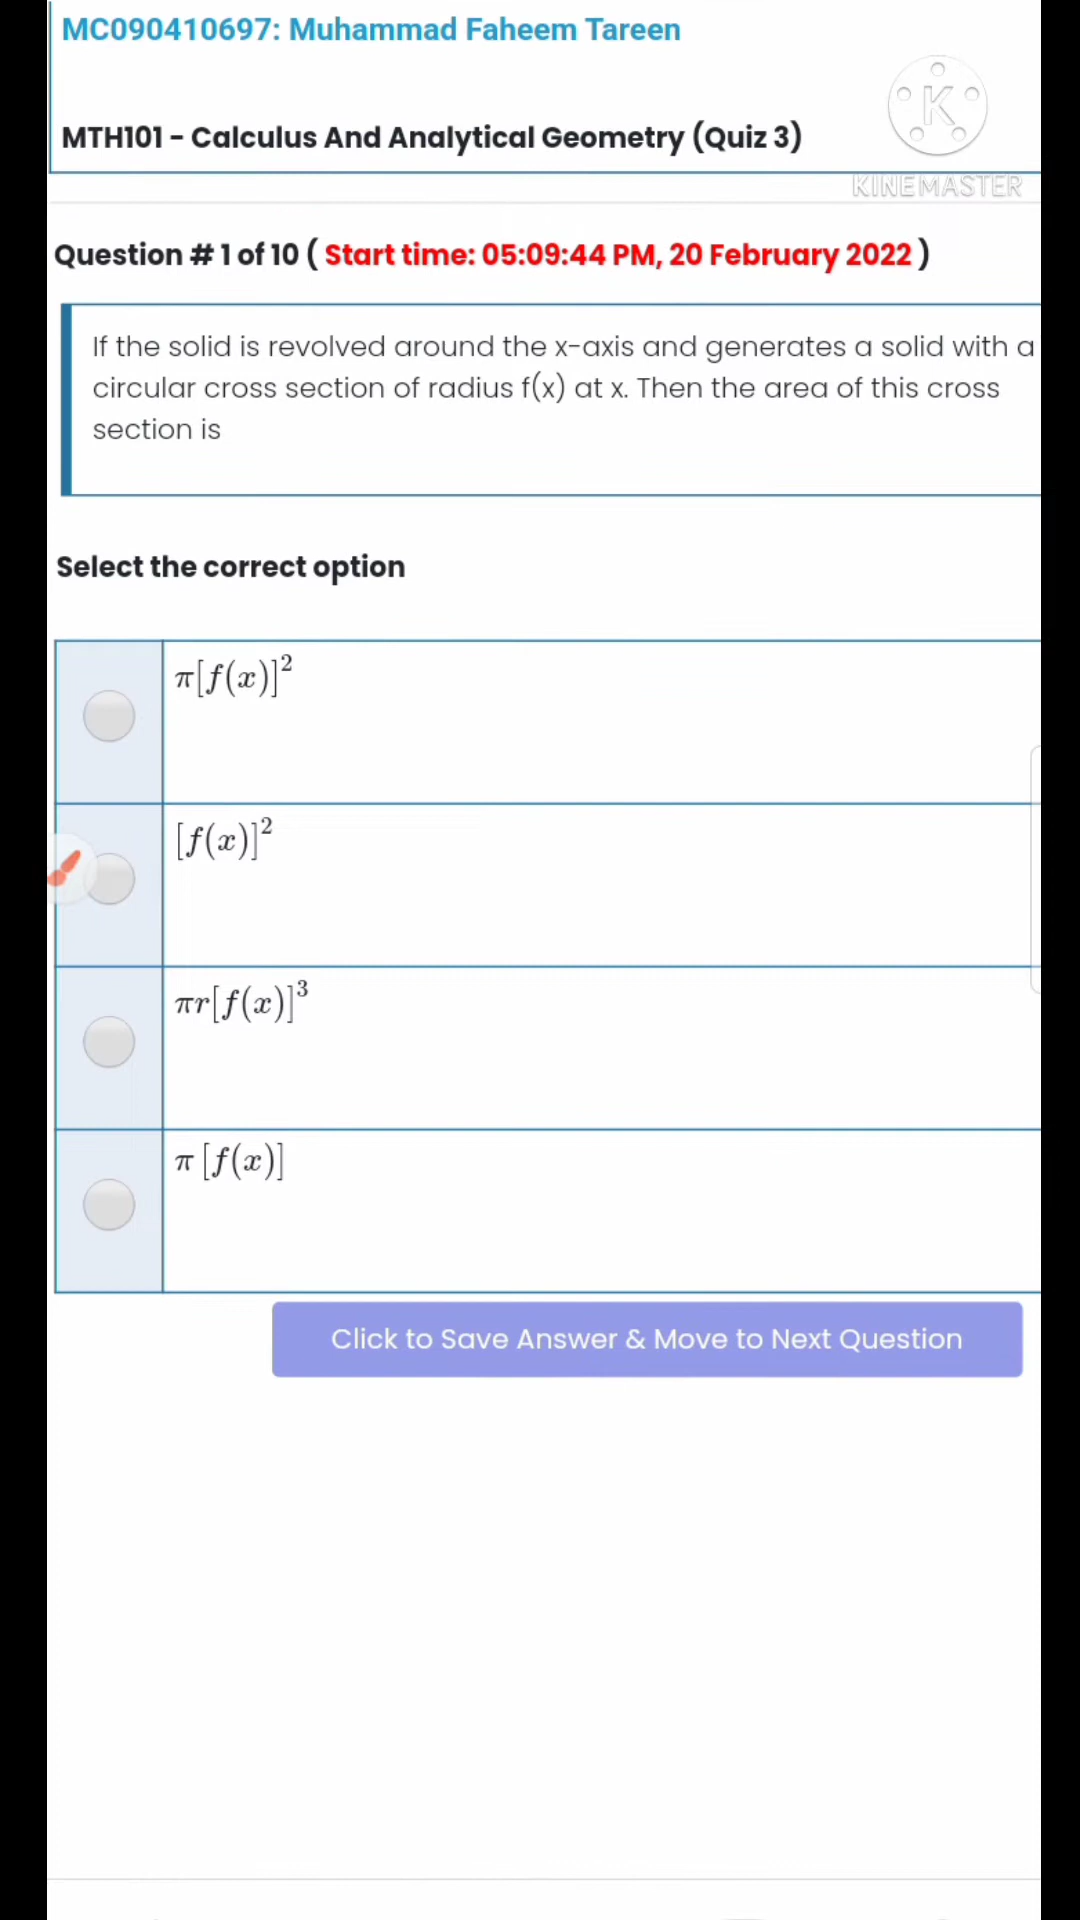 MC090410697: Muhammad Faheem Tareen
K
MTH101 - Calculus And Analytical Geometry (Quiz 3)
KINEMASTER
Question # 1 of 10 ( Start time: 05:09:44 PM, 20 February 2022 )
If the solid is revolved around the x-axis and generates a solid with a
circular cross section of radius f(x) at x. Then the area of this cross
section is
Select the correct option
π[f(x)]²
[f(x)]²
πr[f(x)]³
π [f(x)]
Click to Save Answer & Move to Next Question